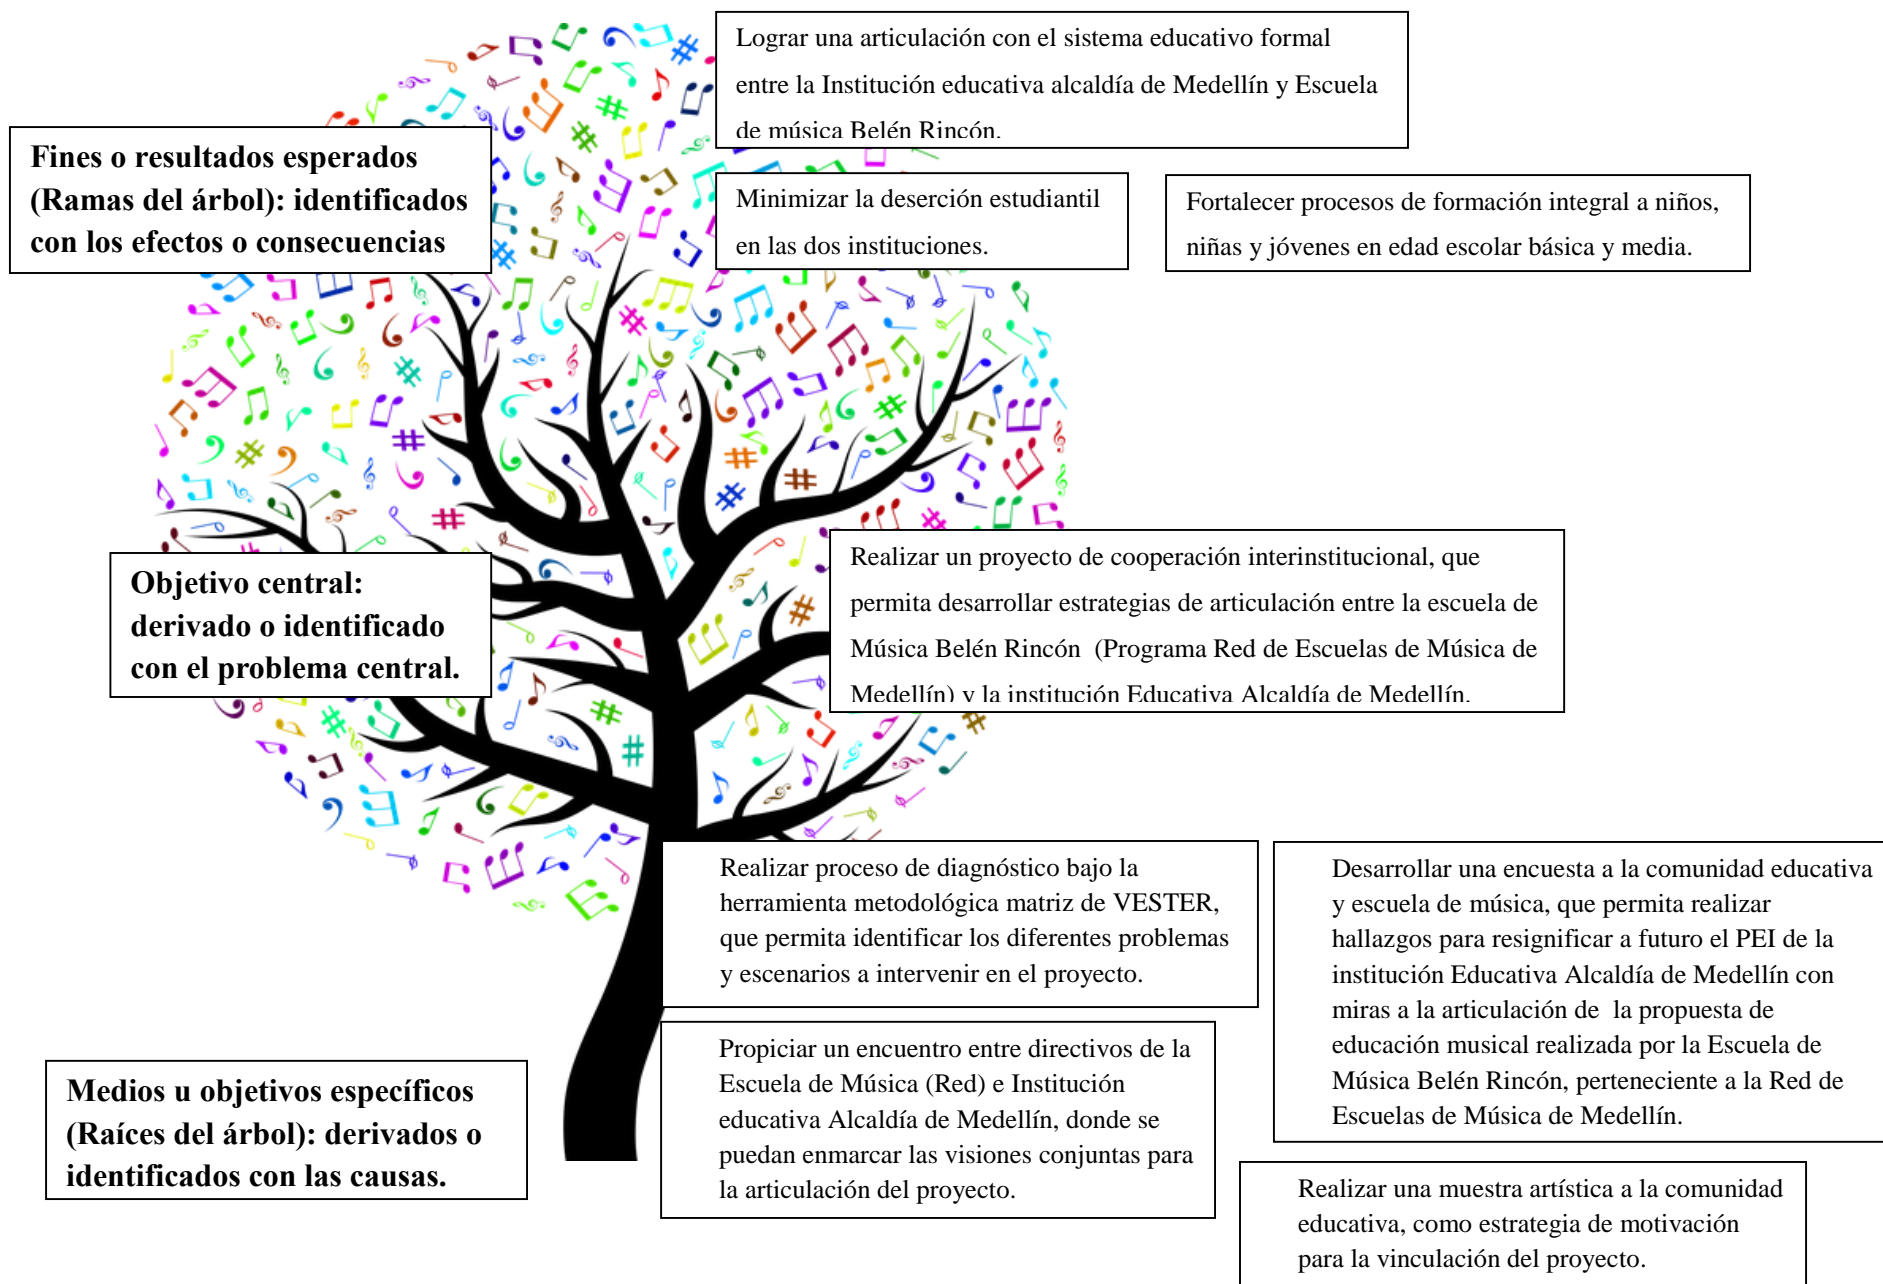 Lograr una articulación con el sistema educativo formal
entre la Institución educativa alcaldía de Medellín y Escuela
de música Belén Rincón.
Fines o resultados esperados
(Ramas del árbol): identificados
con los efectos o consecuencias
Minimizar la deserción estudiantil
en las dos instituciones.
Fortalecer procesos de formación integral a niños,
niñas y jóvenes en edad escolar básica y media.
Objetivo central:
derivado o identificado
con el problema central.
Realizar un proyecto de cooperación interinstitucional, que
permita desarrollar estrategias de articulación entre la escuela de
Música Belén Rincón (Programa Red de Escuelas de Música de
Medellín) y la institución Educativa Alcaldía de Medellín.
Realizar proceso de diagnóstico bajo la
herramienta metodológica matriz de VESTER,
que permita identificar los diferentes problemas
y escenarios a intervenir en el proyecto.
Desarrollar una encuesta a la comunidad educativa
y escuela de música, que permita realizar
hallazgos para resignificar a futuro el PEI de la
institución Educativa Alcaldía de Medellín con
miras a la articulación de la propuesta de
educación musical realizada por la Escuela de
Música Belén Rincón, perteneciente a la Red de
Escuelas de Música de Medellín.
Medios u objetivos específicos
(Raíces del árbol): derivados o
identificados con las causas.
Propiciar un encuentro entre directivos de la
Escuela de Música (Red) e Institución
educativa Alcaldía de Medellín, donde se
puedan enmarcar las visiones conjuntas para
la articulación del proyecto.
Realizar una muestra artística a la comunidad
educativa, como estrategia de motivación
para la vinculación del proyecto.